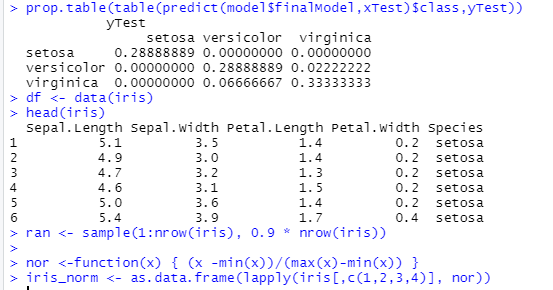 > prop.table(table(predict(model$finalModel,xTest)$class,yTest))
            yTest
                 setosa versicolor  virginica
  setosa     0.28888889 0.00000000 0.00000000
  versicolor 0.00000000 0.28888889 0.02222222
  virginica  0.00000000 0.06666667 0.33333333
> df <- data(iris)
> head(iris)
  Sepal.Length Sepal.Width Petal.Length Petal.Width Species
1          5.1         3.5          1.4         0.2  setosa
2          4.9         3.0          1.4         0.2  setosa
3          4.7         3.2          1.3         0.2  setosa
4          4.6         3.1          1.5         0.2  setosa
5          5.0         3.6          1.4         0.2  setosa
6          5.4         3.9          1.7         0.4  setosa
> ran <- sample(1:nrow(iris), 0.9 * nrow(iris))
>
> nor <-function(x) { (x -min(x))/(max(x)-min(x)) }
> iris_norm <- as.data.frame(lapply(iris[,c(1,2,3,4)], nor))